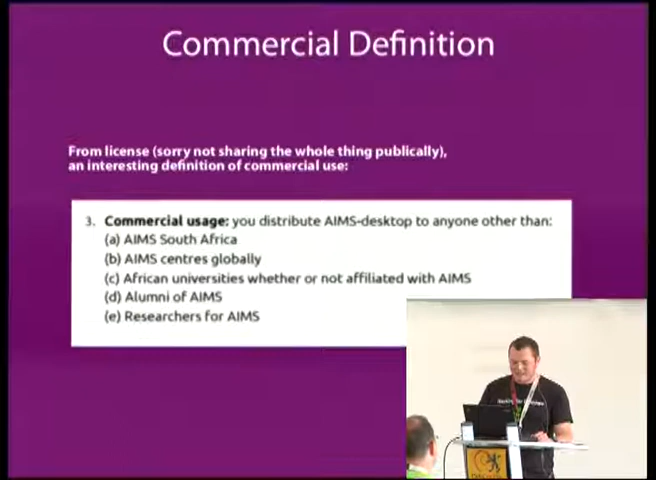 Commercial Definition
From license (sorry not sharing the whole thing publically),
an interesting definition of commercial use:
3. Commercial usage: you distribute AIMS-desktop to anyone other than:
(a) AIMS South Africa
(b) AIMS centres globally
(c) African universities whether or not affiliated with AIMS
(d) Alumni of AIMS
(e) Researchers for AIMS